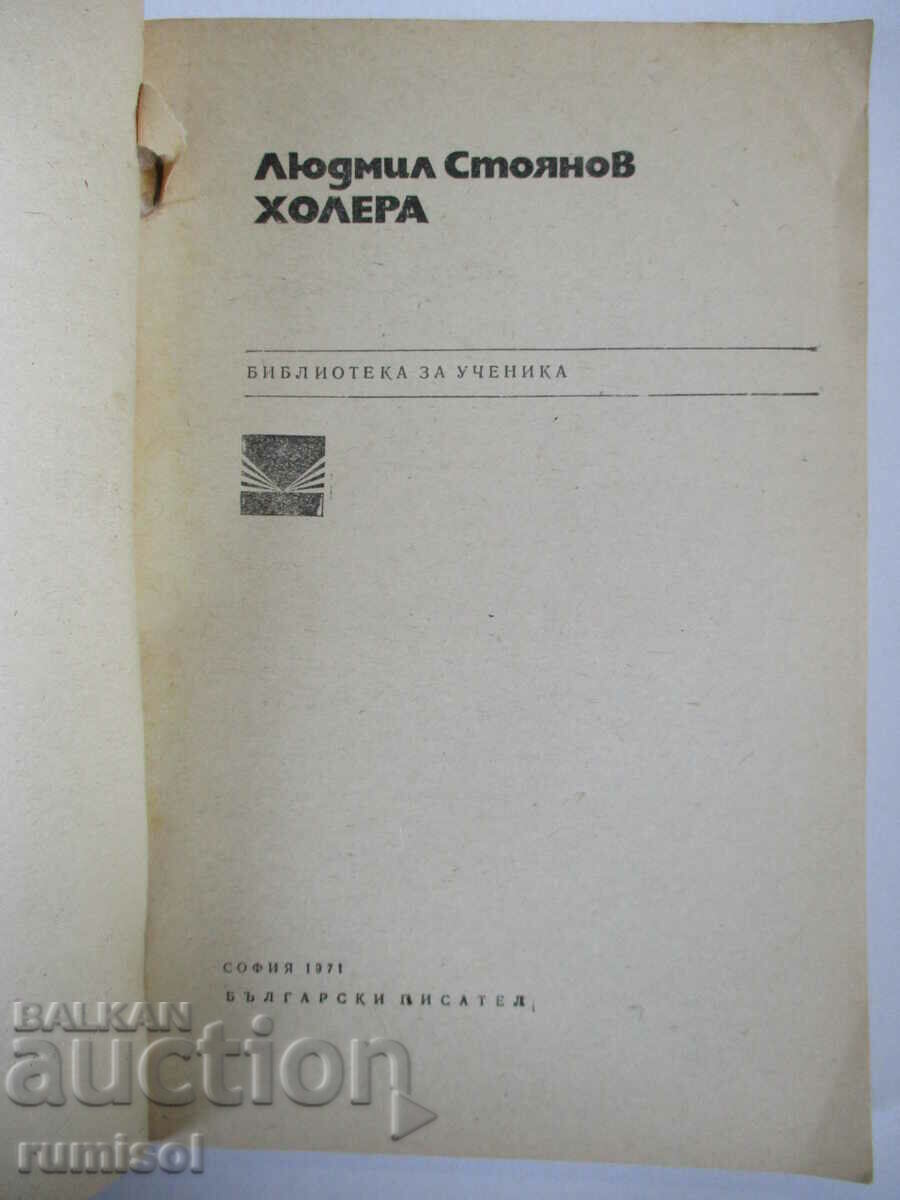 Людмил Стоянов
ХОЛЕРА
БИБЛИОТЕКА ЗА УЧЕНИКА
СОФИЯ 1971
БЪЛГАРСКИ ПИСАТЕЛ
BALKAN
auction
rumisol